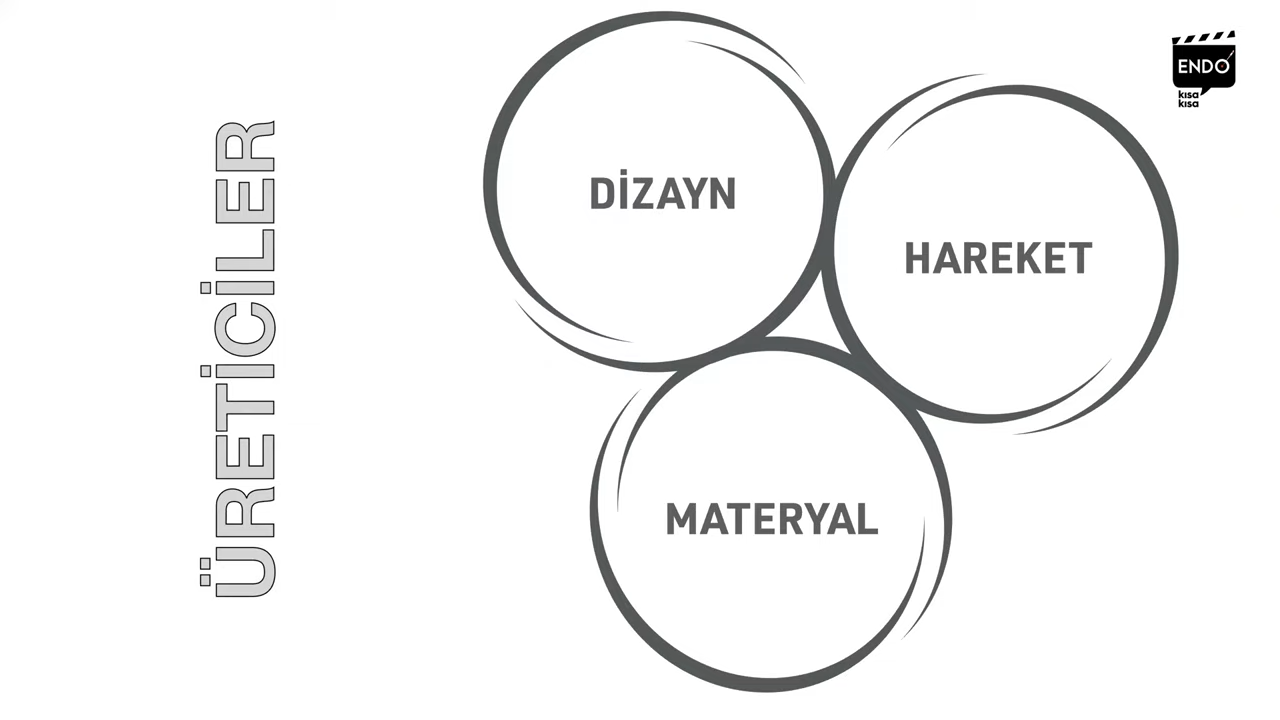 ÜRETİCİLER
DİZAYN
HAREKET
MATERYAL
ENDO
kısa
kısa